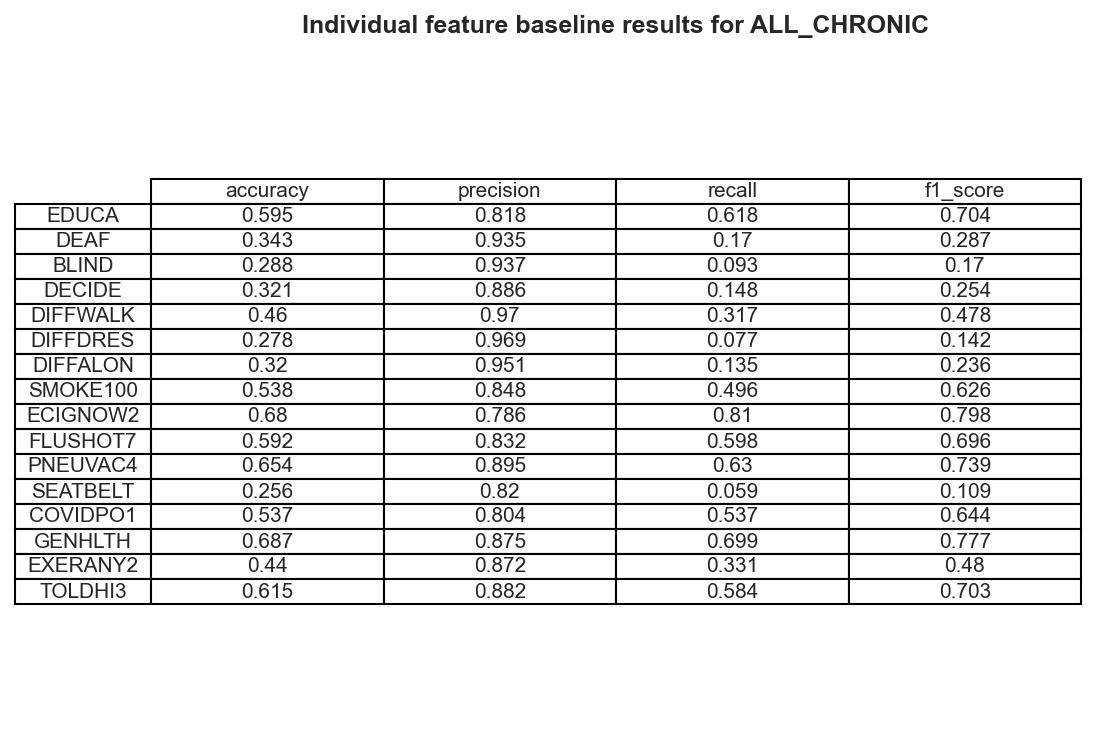 Individual feature baseline results for ALL_CHRONIC
accuracy precision recall f1_score
EDUCA 0.595 0.818 0.618 0.704
DEAF 0.343 0.935 0.17 0.287
BLIND 0.288 0.937 0.093 0.17
DECIDE 0.321 0.886 0.148 0.254
DIFFWALK 0.46 0.97 0.317 0.478
DIFFDRES 0.278 0.969 0.077 0.142
DIFFALON 0.32 0.951 0.135 0.236
SMOKE100 0.538 0.848 0.496 0.626
ECIGNOW2 0.68 0.786 0.81 0.798
FLUSHOT7 0.592 0.832 0.598 0.696
PNEUVAC4 0.654 0.895 0.63 0.739
SEATBELT 0.256 0.82 0.059 0.109
COVIDPO1 0.537 0.804 0.537 0.644
GENHLTH 0.687 0.875 0.699 0.777
EXERANY2 0.44 0.872 0.331 0.48
TOLDHI3 0.615 0.882 0.584 0.703